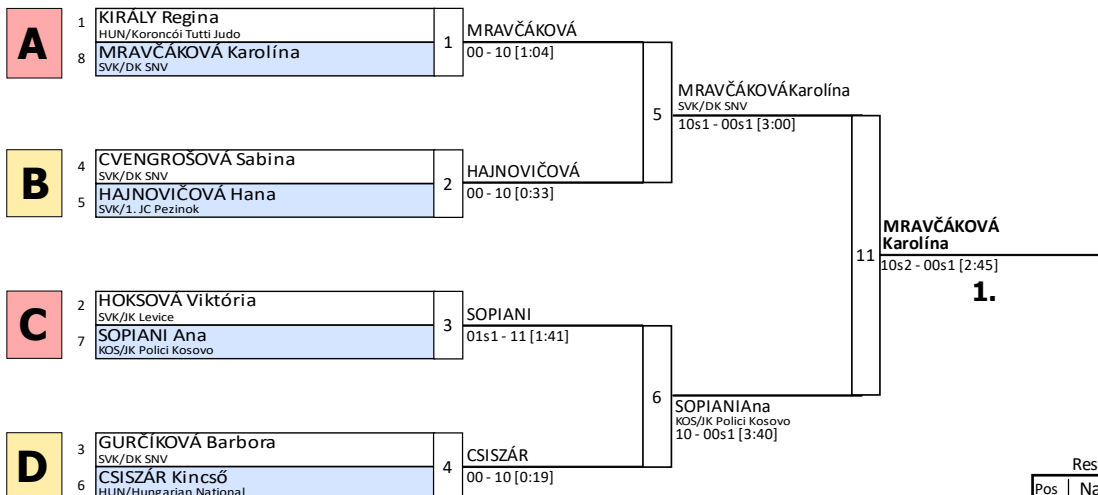 A
1 KIRÁLY Regina
HUN/Koroncói Tutti Judo
8 MRAVČÁKOVÁ Karolína
SVK/DK SNV
1
MRAVČÁKOVÁ
00 - 10 [1:04]
B
4 CVENGROŠOVÁ Sabina
SVK/DK SNV
5 HAJNOVIČOVÁ Hana
SVK/1. JC Pezinok
2
HAJNOVIČOVÁ
00 - 10 [0:33]
5
MRAVČÁKOVÁKarolína
SVK/DK SNV
10s1 - 00s1 [3:00]
C
2 HOKSOVÁ Viktória
SVK/JK Levice
7 SOPIANI Ana
KOS/JK Polici Kosovo
3
SOPIANI
01s1 - 11 [1:41]
D
3 GURČÍKOVÁ Barbora
SVK/DK SNV
6 CSISZÁR Kincső
HUN/Hungarian National
4
CSISZÁR
00 - 10 [0:19]
6
SOPIANIAna
KOS/JK Polici Kosovo
10 - 00s1 [3:40]
11
MRAVČÁKOVÁ
Karolína
10s2 - 00s1 [2:45]
1.
Res
Pos Na